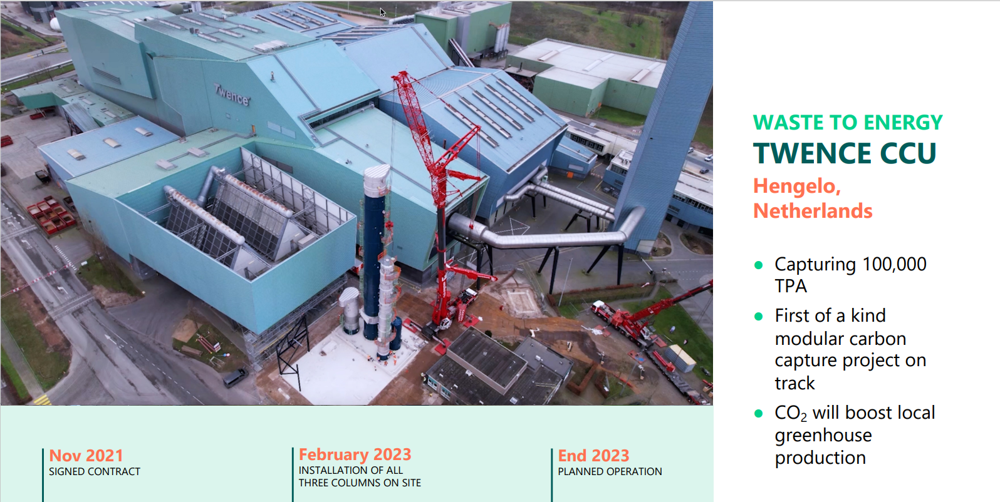 Twence
WASTE TO ENERGY
TWENCE CCU
Hengelo,
Netherlands
Capturing 100,000
TPA
First of a kind
modular carbon
capture project on
track
CO₂ will boost local
greenhouse
production
Nov 2021
SIGNED CONTRACT
February 2023
INSTALLATION OF ALL
THREE COLUMNS ON SITE
End 2023
PLANNED OPERATION